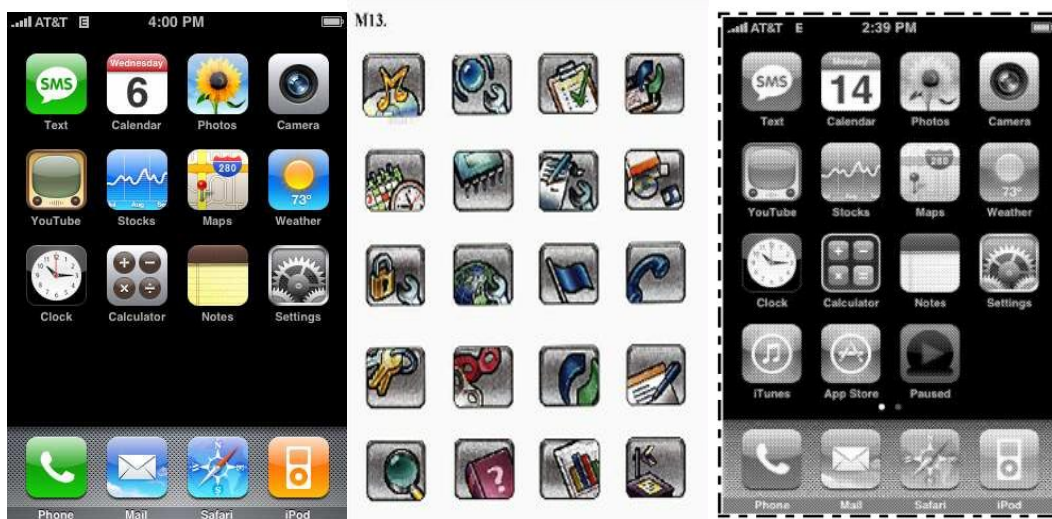 AT&T E 4:00 PM
SMS
Text
Wednesday
6
Calendar
Photos
Camera
YouTube
Stocks
280
Maps
73°
Weather
Clock
Calculator
Notes
Settings
Phone
Mail
Safari
iPod
M13.
?
AT&T E 2:39 PM
SMS
Text
Monday
14
Calendar
Photos
Camera
YouTube
Stocks
280
Maps
73°
Weather
Clock
Calculator
Notes
Settings
iTunes
App Store
Paused
Phone
Mail
Safari
iPod